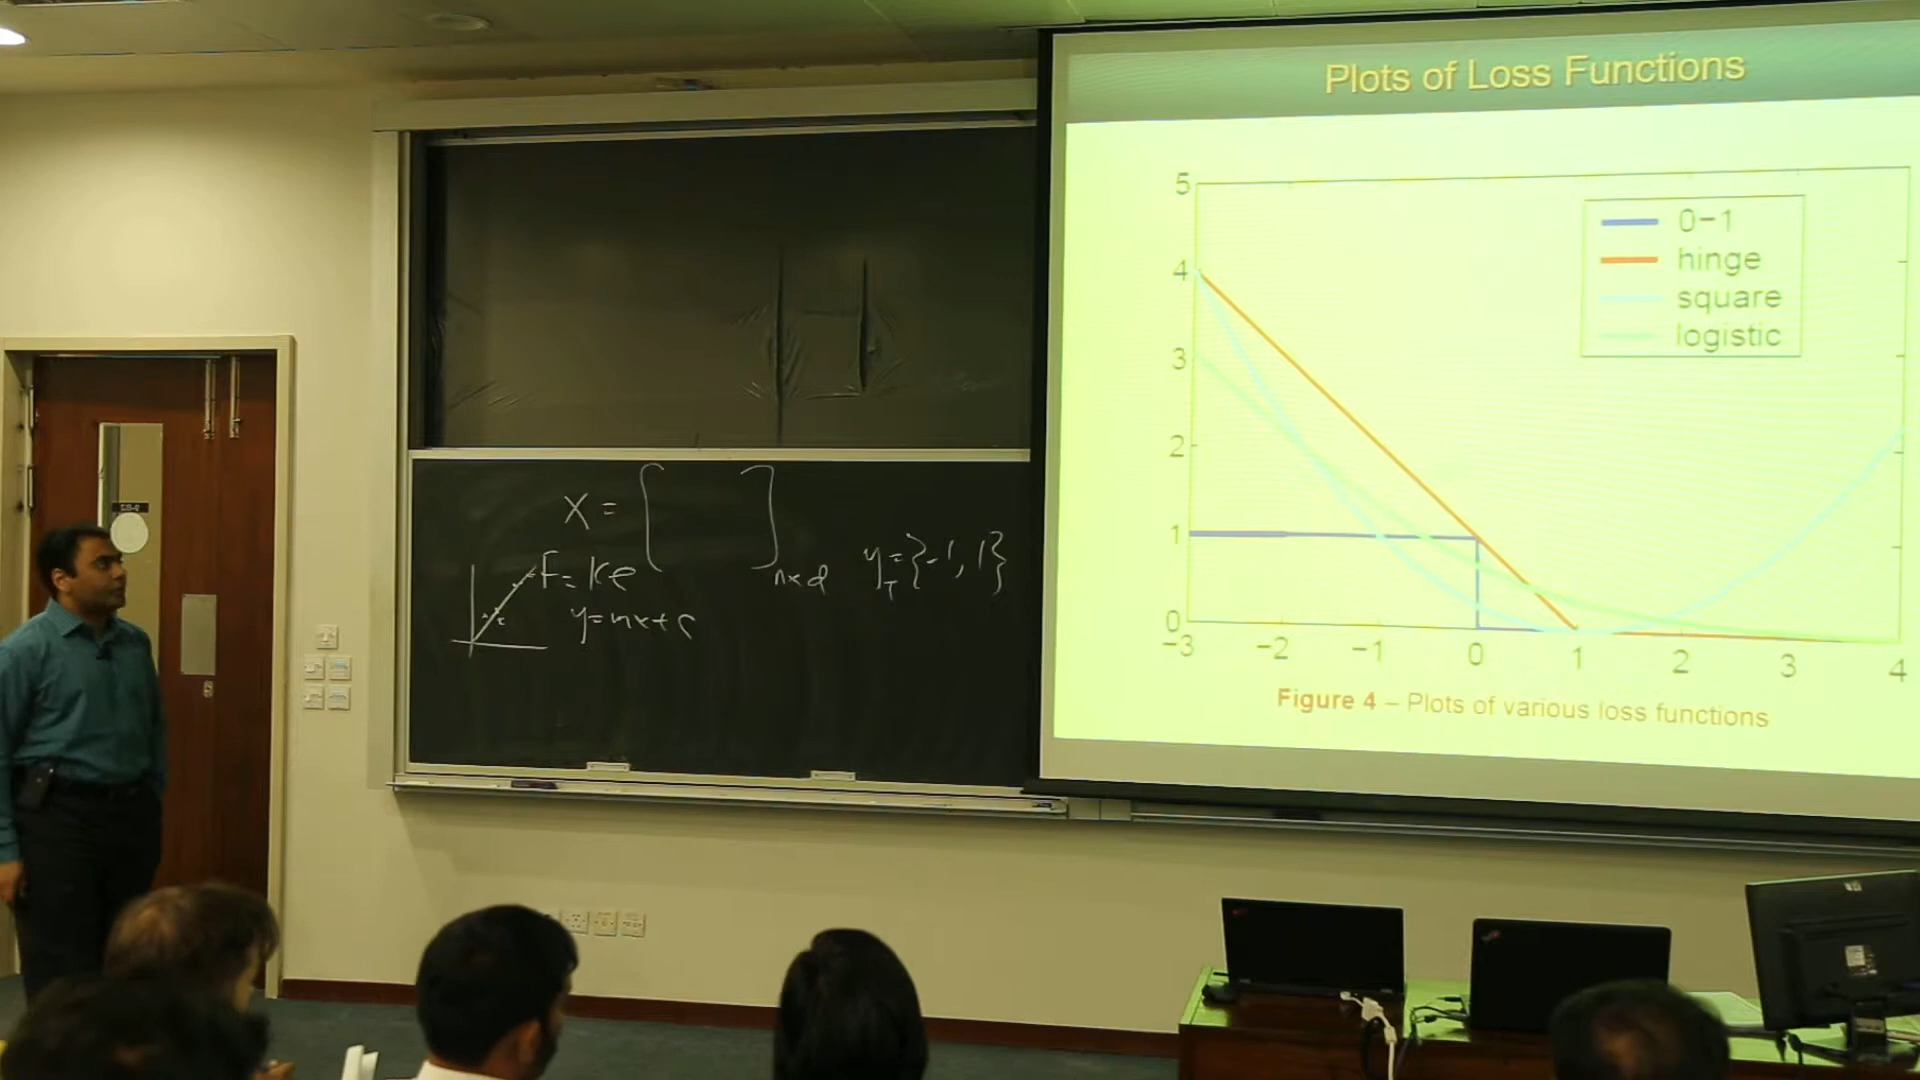 X = [ ] n×d
F = ke
y = mx + c
y_T = {-1, 1}
Plots of Loss Functions
5
4
3
2
1
0
0-1
hinge
square
logistic
-3 -2 -1 0 1 2 3 4
Figure 4 – Plots of various loss functions